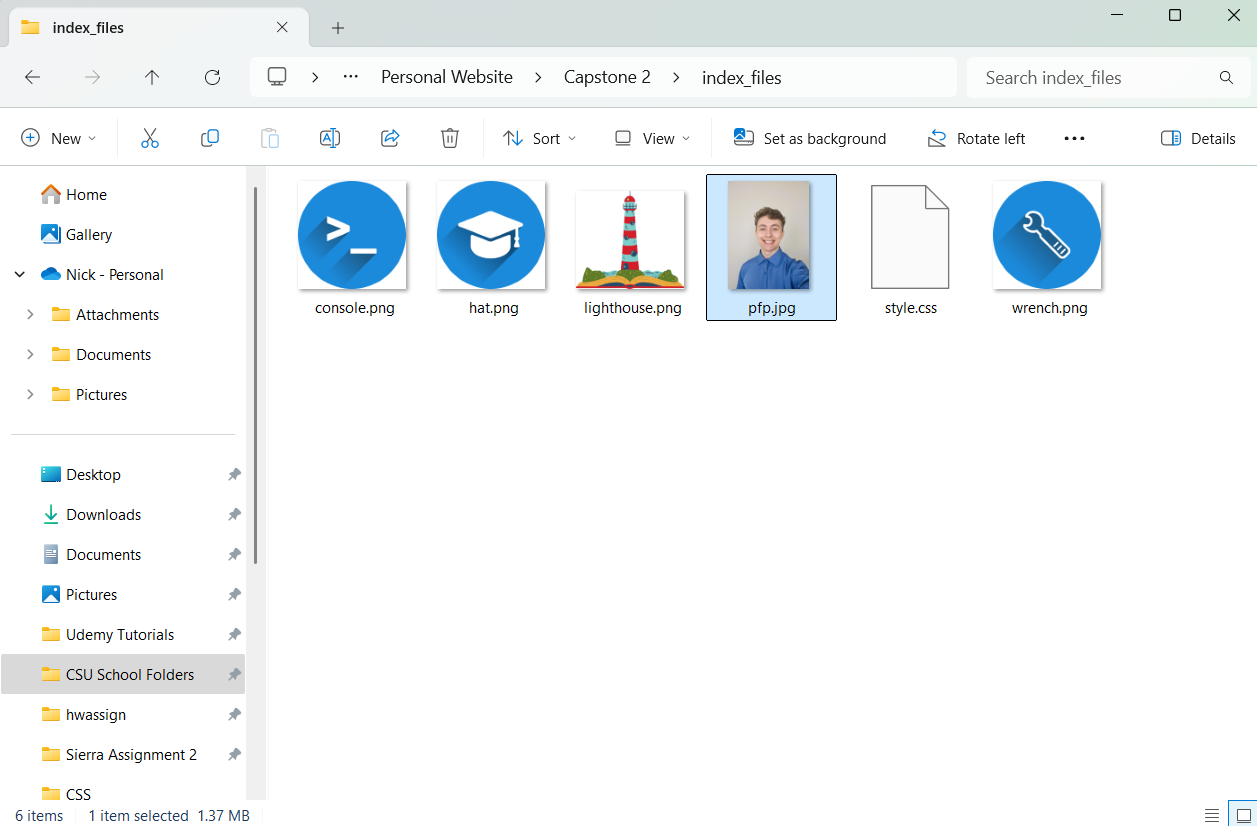 index_files
Personal Website
Capstone 2
index_files
Search index_files
New
Sort
View
Set as background
Rotate left
Details
Home
Gallery
Nick - Personal
Attachments
Documents
Pictures
Desktop
Downloads
Documents
Pictures
Udemy Tutorials
CSU School Folders
hwassign
Sierra Assignment 2
CSS
console.png
hat.png
lighthouse.png
pfp.jpg
style.css
wrench.png
6 items
1 item selected 1.37 MB